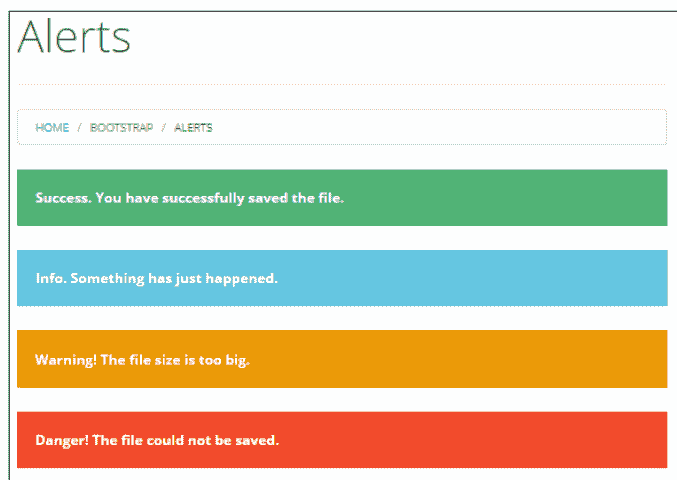 Alerts
HOME / BOOTSTRAP / ALERTS
Success. You have successfully saved the file.
Info. Something has just happened.
Warning! The file size is too big.
Danger! The file could not be saved.